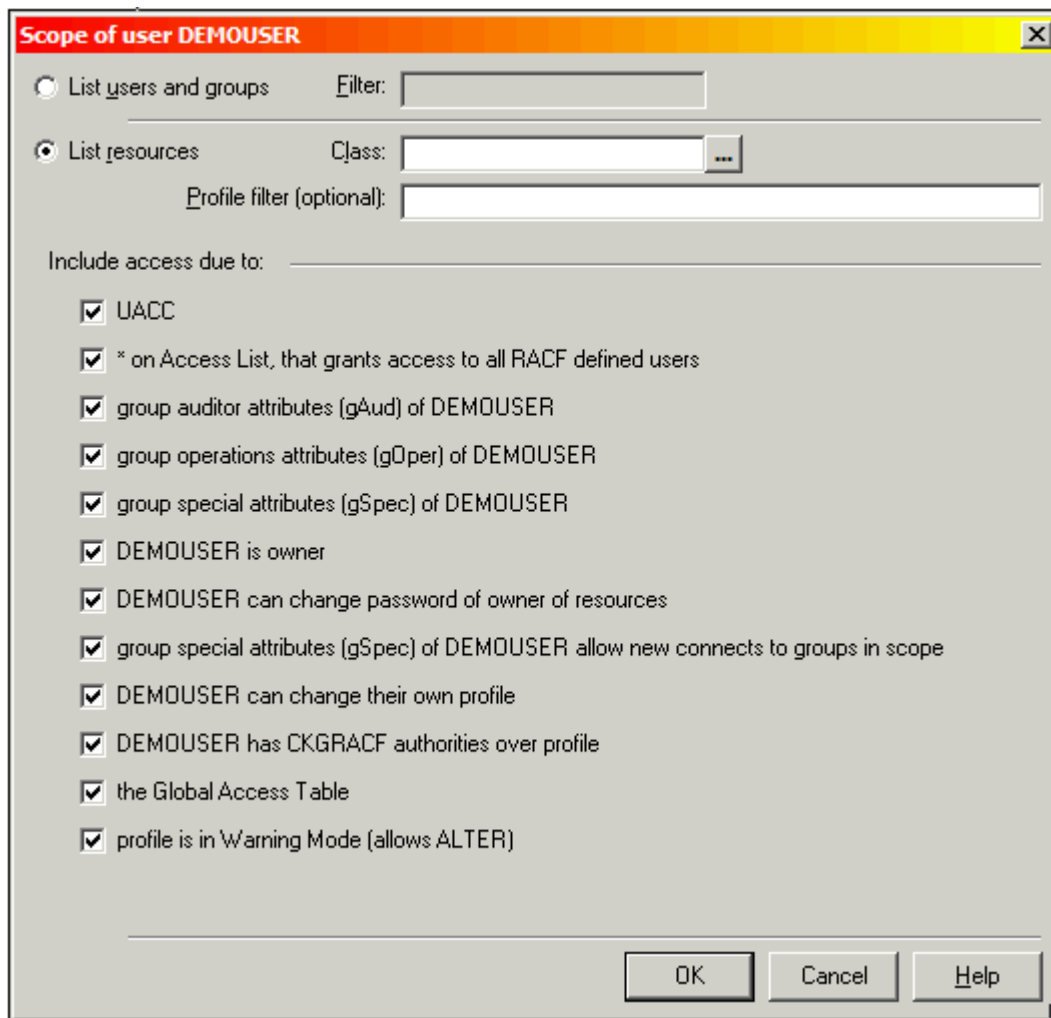 Scope of user DEMOUSER
List users and groups Filter:
List resources Class: ...
Profile filter (optional):
Include access due to:
UACC
* on Access List, that grants access to all RACF defined users
group auditor attributes (gAud) of DEMOUSER
group operations attributes (gOper) of DEMOUSER
group special attributes (gSpec) of DEMOUSER
DEMOUSER is owner
DEMOUSER can change password of owner of resources
group special attributes (gSpec) of DEMOUSER allow new connects to groups in scope
DEMOUSER can change their own profile
DEMOUSER has CKGRACF authorities over profile
the Global Access Table
profile is in Warning Mode (allows ALTER)
OK Cancel Help